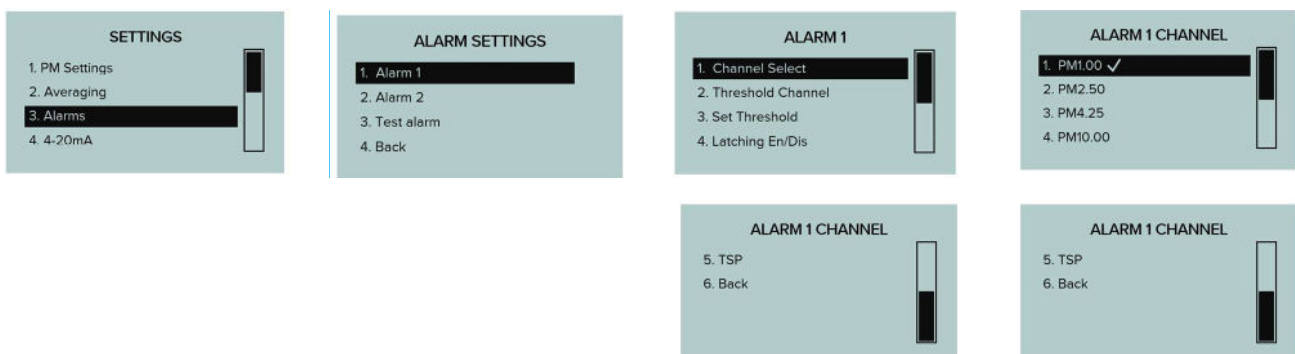 SETTINGS
1. PM Settings
2. Averaging
3. Alarms
4. 4-20mA
ALARM SETTINGS
1. Alarm 1
2. Alarm 2
3. Test alarm
4. Back
ALARM 1
1. Channel Select
2. Threshold Channel
3. Set Threshold
4. Latching En/Dis
ALARM 1 CHANNEL
1. PM1.00 ✓
2. PM2.50
3. PM4.25
4. PM10.00
ALARM 1 CHANNEL
5. TSP
6. Back
ALARM 1 CHANNEL
5. TSP
6. Back